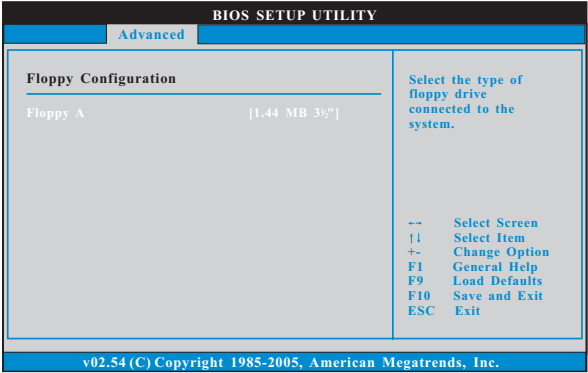 BIOS SETUP UTILITY
Advanced
Floppy Configuration
Floppy A [1.44 MB 3½"]
Select the type of
floppy drive
connected to the
system.
←→ Select Screen
↑↓ Select Item
+- Change Option
F1 General Help
F9 Load Defaults
F10 Save and Exit
ESC Exit
v02.54 (C) Copyright 1985-2005, American Megatrends, Inc.